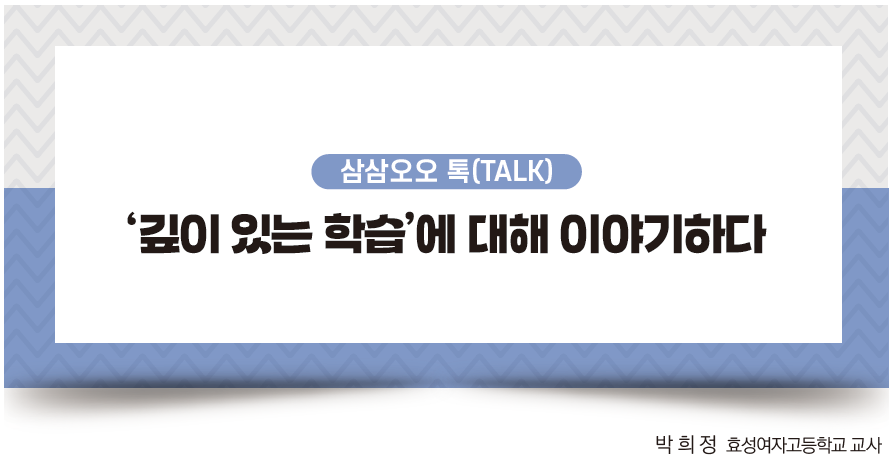 삼삼오오 톡(TALK)
‘깊이 있는 학습’에 대해 이야기하다
박 희 정 효성여자고등학교 교사